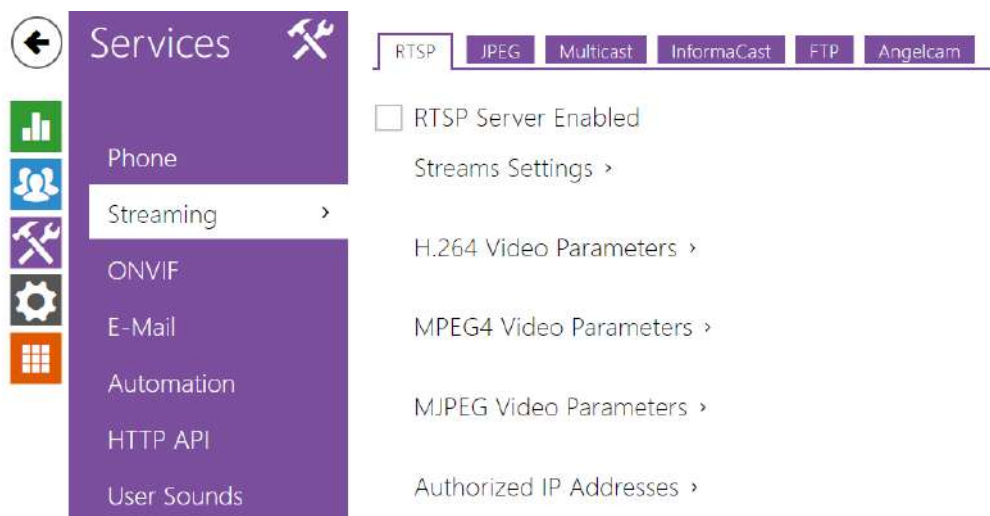 Services
Phone
Streaming ›
ONVIF
E-Mail
Automation
HTTP API
User Sounds
RTSP JPEG Multicast InformaCast FTP Angelcam
RTSP Server Enabled
Streams Settings ›
H.264 Video Parameters ›
MPEG4 Video Parameters ›
MJPEG Video Parameters ›
Authorized IP Addresses ›